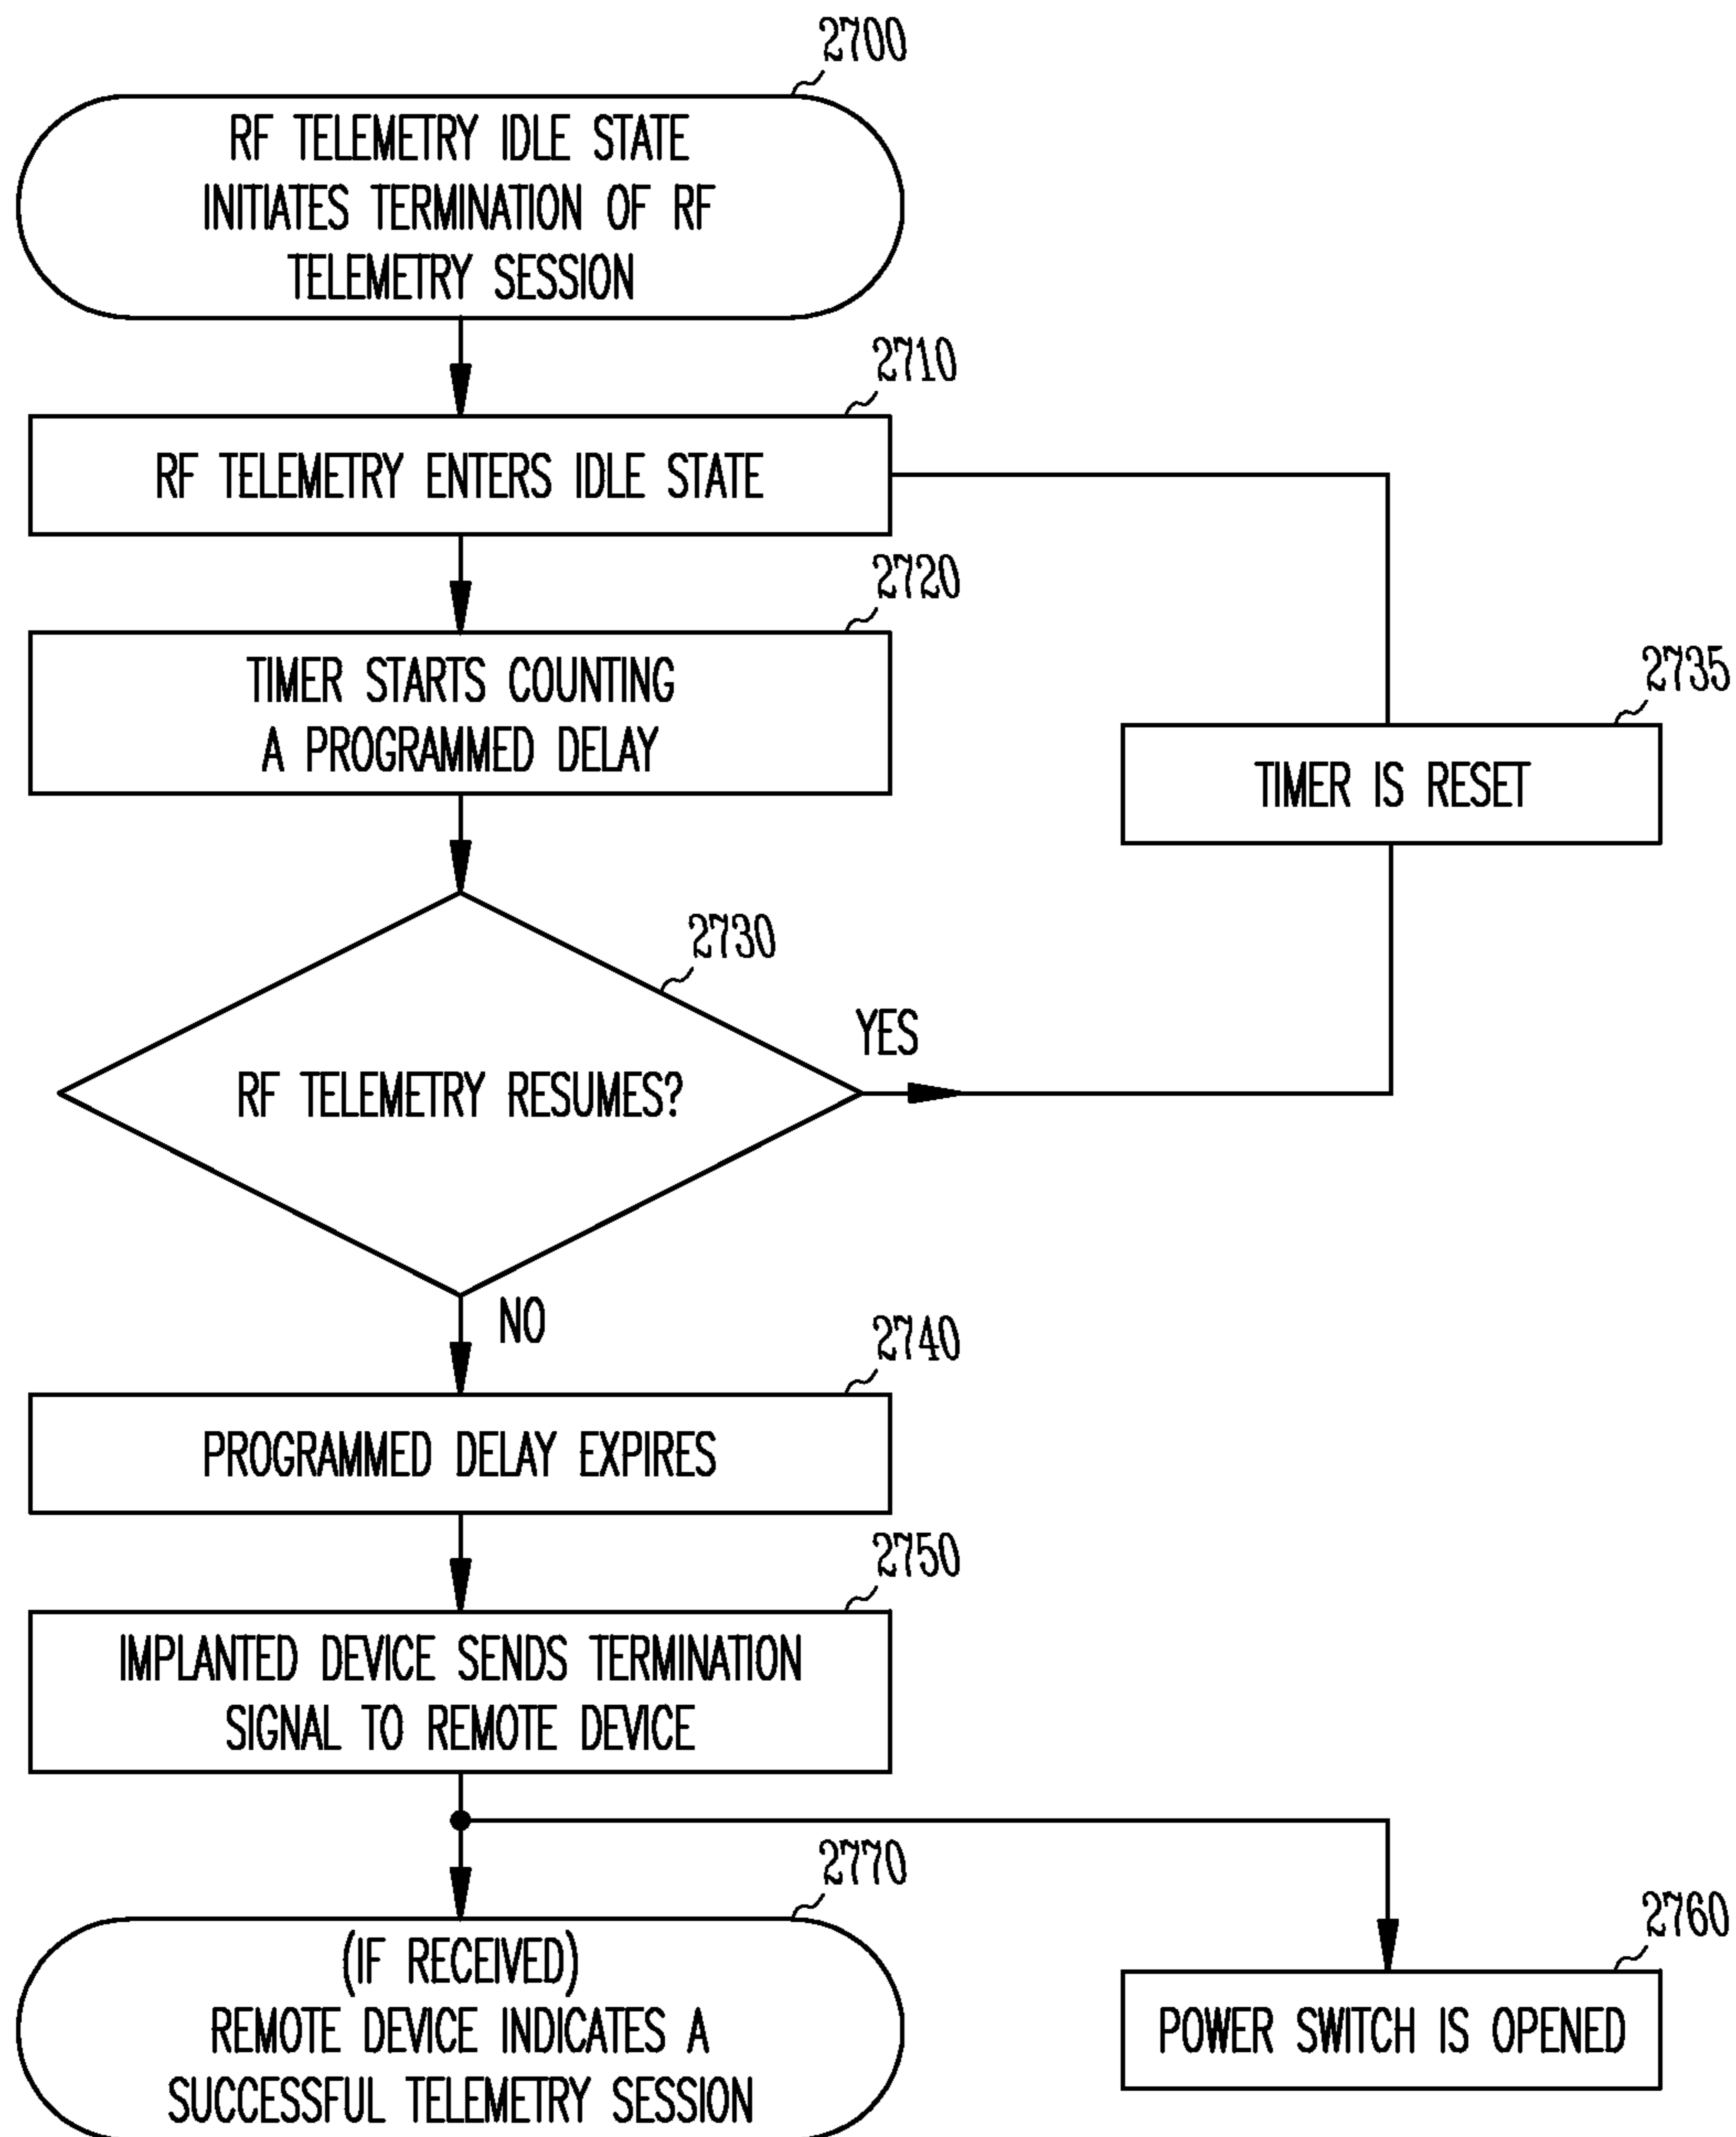 2700
RF TELEMETRY IDLE STATE
INITIATES TERMINATION OF RF
TELEMETRY SESSION
2710
RF TELEMETRY ENTERS IDLE STATE
2720
TIMER STARTS COUNTING
A PROGRAMMED DELAY
2735
TIMER IS RESET
2730
RF TELEMETRY RESUMES?
YES
NO
2740
PROGRAMMED DELAY EXPIRES
2750
IMPLANTED DEVICE SENDS TERMINATION
SIGNAL TO REMOTE DEVICE
2770
(IF RECEIVED)
REMOTE DEVICE INDICATES A
SUCCESSFUL TELEMETRY SESSION
2760
POWER SWITCH IS OPENED